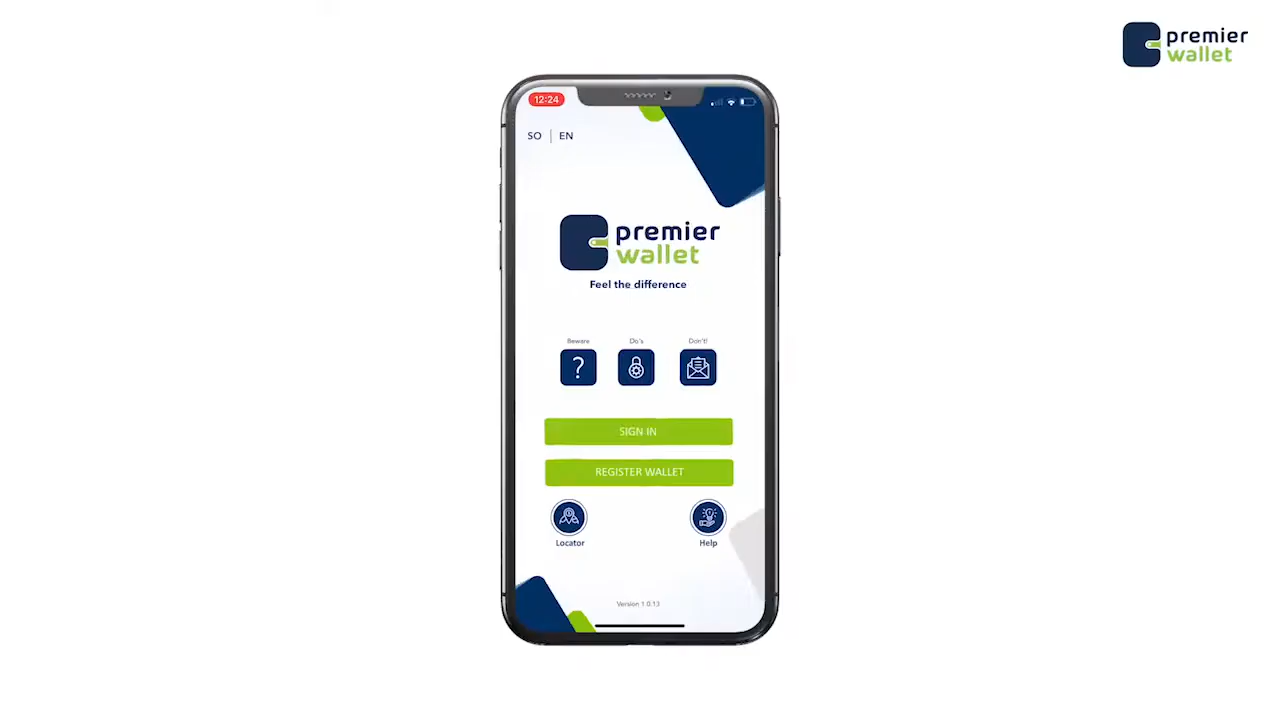 premier
wallet
12:24
SO | EN
premier
wallet
Feel the difference
Beware
Do's
Don't!
SIGN IN
REGISTER WALLET
Locator
Help
Version 1.0.13